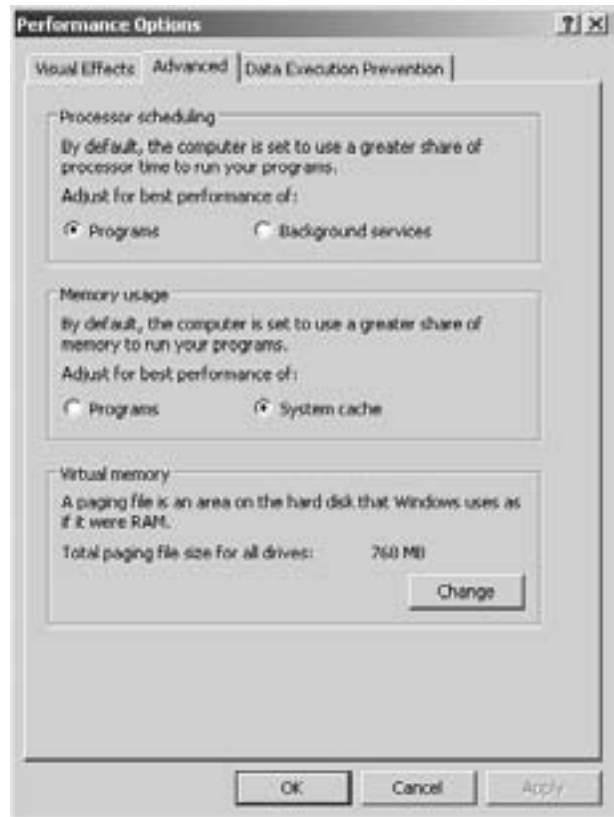 Performance Options
Visual Effects Advanced Data Execution Prevention
Processor scheduling
By default, the computer is set to use a greater share of
processor time to run your programs.
Adjust for best performance of:
Programs Background services
Memory usage
By default, the computer is set to use a greater share of
memory to run your programs.
Adjust for best performance of:
Programs System cache
Virtual memory
A paging file is an area on the hard disk that Windows uses as
if it were RAM.
Total paging file size for all drives: 768 MB
Change
OK Cancel Apply